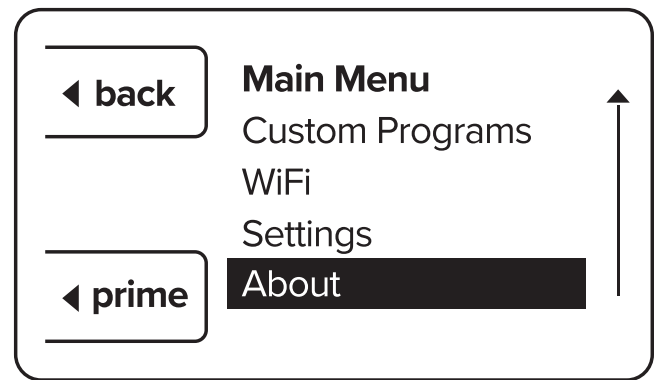 back
prime
Main Menu
Custom Programs
WiFi
Settings
About